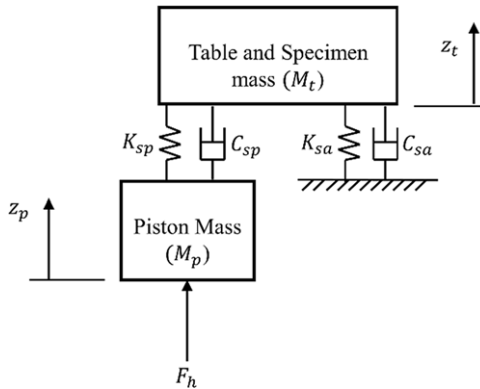 Table and Specimen
mass (M_t)
z_t
K_sp
C_sp
K_sa
C_sa
z_p
Piston Mass
(M_p)
F_h